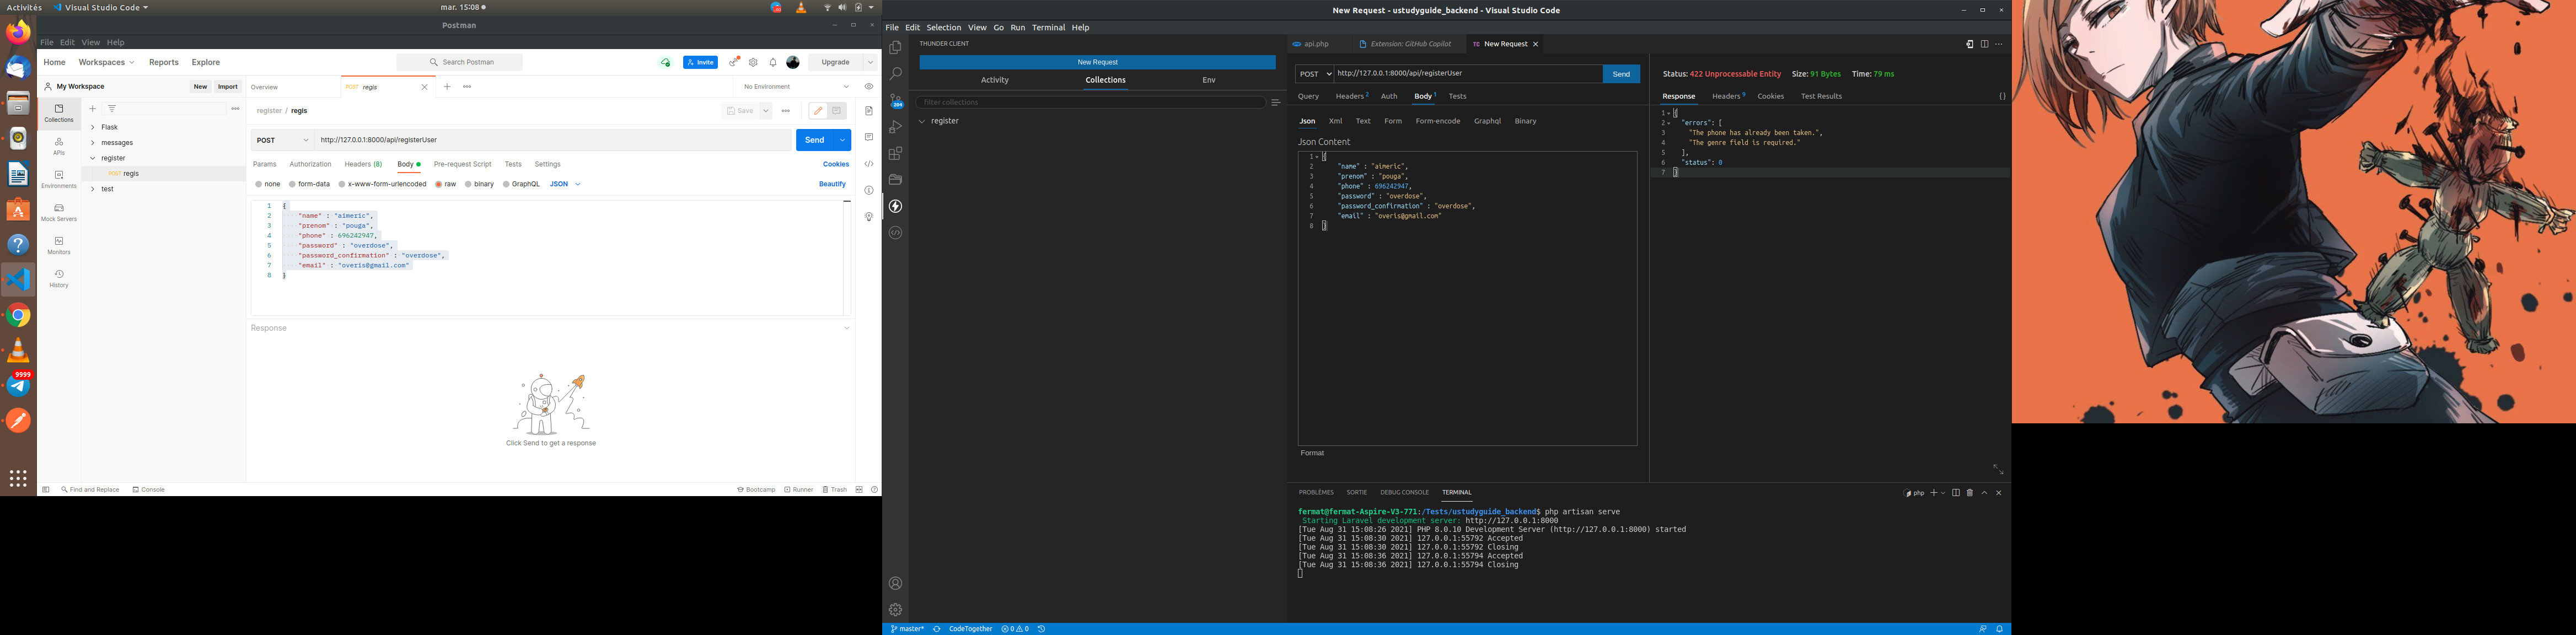 Activités Visual Studio Code mar. 15:08
Postman
File Edit View Help
Home Workspaces Reports Explore Search Postman Invite Upgrade
My Workspace New Import
Overview POST regis No Environment
Collections
APIs
Environments
Mock Servers
Monitors
History
Flask
messages
register
POST regis
test
register / regis Save
POST http://127.0.0.1:8000/api/registerUser Send
Params Authorization Headers (8) Body Pre-request Script Tests Settings Cookies
none form-data x-www-form-urlencoded raw binary GraphQL JSON Beautify
1 {
2 "name" : "aimeric",
3 "prenom" : "pouga",
4 "phone" : 696242947,
5 "password" : "overdose",
6 "password_confirmation" : "overdose",
7 "email" : "overis@gmail.com"
8 }
Response
Click Send to get a response
Find and Replace Console Bootcamp Runner Trash
9999
New Request - ustudyguide_backend - Visual Studio Code
File Edit Selection View Go Run Terminal Help
THUNDER CLIENT
New Request
Activity Collections Env
filter collections
register
204
api.php Extension: GitHub Copilot TC New Request
POST http://127.0.0.1:8000/api/registerUser Send
Query Headers 2 Auth Body 1 Tests
Json Xml Text Form Form-encode Graphql Binary
Json Content
1 {
2 "name" : "aimeric",
3 "prenom" : "pouga",
4 "phone" : 696242947,
5 "password" : "overdose",
6 "password_confirmation" : "overdose",
7 "email" : "overis@gmail.com"
8 }
Format
Status: 422 Unprocessable Entity Size: 91 Bytes Time: 79 ms
Response Headers 9 Cookies Test Results {}
1 {
2 "errors": [
3 "The phone has already been taken.",
4 "The genre field is required."
5 ],
6 "status": 0
7 }
PROBLÈMES SORTIE DEBUG CONSOLE TERMINAL php
fermat@fermat-Aspire-V3-771:/Tests/ustudyguide_backend$ php artisan serve
Starting Laravel development server: http://127.0.0.1:8000
[Tue Aug 31 15:08:26 2021] PHP 8.0.10 Development Server (http://127.0.0.1:8000) started
[Tue Aug 31 15:08:30 2021] 127.0.0.1:55792 Accepted
[Tue Aug 31 15:08:30 2021] 127.0.0.1:55792 Closing
[Tue Aug 31 15:08:36 2021] 127.0.0.1:55794 Accepted
[Tue Aug 31 15:08:36 2021] 127.0.0.1:55794 Closing
master* CodeTogether 0 0